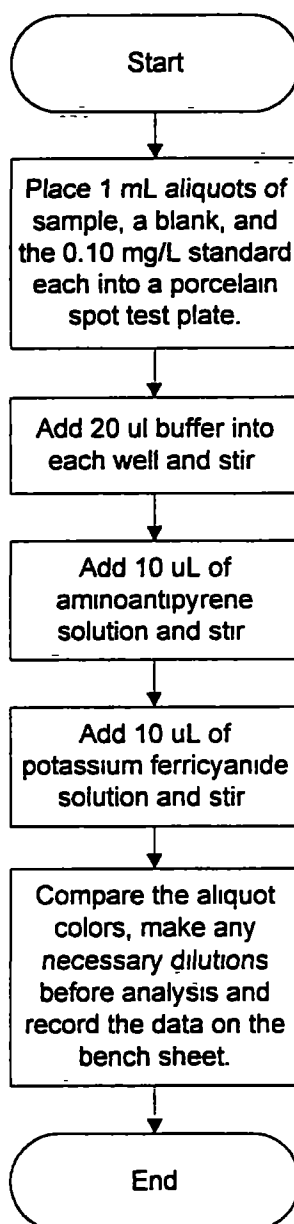 Start
Place 1 mL aliquots of
sample, a blank, and
the 0.10 mg/L standard
each into a porcelain
spot test plate.
Add 20 ul buffer into
each well and stir
Add 10 uL of
aminoantipyrene
solution and stir
Add 10 uL of
potassium ferricyanide
solution and stir
Compare the aliquot
colors, make any
necessary dilutions
before analysis and
record the data on the
bench sheet.
End